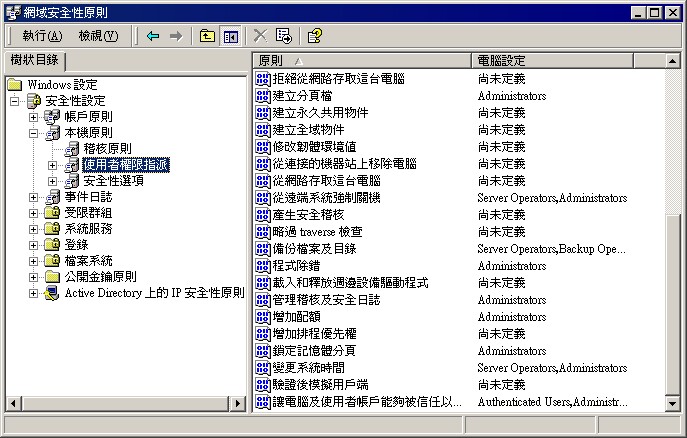 網域安全性原則
執行(A) 檢視(V)
樹狀目錄
Windows 設定
安全性設定
帳戶原則
本機原則
稽核原則
使用者權限指派
安全性選項
事件日誌
受限群組
系統服務
登錄
檔案系統
公開金鑰原則
Active Directory 上的 IP 安全性原則
原則 電腦設定
拒絕從網路存取這台電腦 尚未定義
建立分頁檔 Administrators
建立永久共用物件 尚未定義
建立全域物件 尚未定義
修改韌體環境值 尚未定義
從連接的機器站上移除電腦 尚未定義
從網路存取這台電腦 尚未定義
從遠端系統強制關機 Server Operators,Administrators
產生安全稽核 尚未定義
略過 traverse 檢查 尚未定義
備份檔案及目錄 Server Operators,Backup Ope...
程式除錯 Administrators
載入和釋放週邊設備驅動程式 尚未定義
管理稽核及安全日誌 Administrators
增加配額 Administrators
增加排程優先權 尚未定義
鎖定記憶體分頁 Administrators
變更系統時間 Server Operators,Administrators
驗證後模擬用戶端 尚未定義
讓電腦及使用者帳戶能夠被信任以... Authenticated Users,Administr...